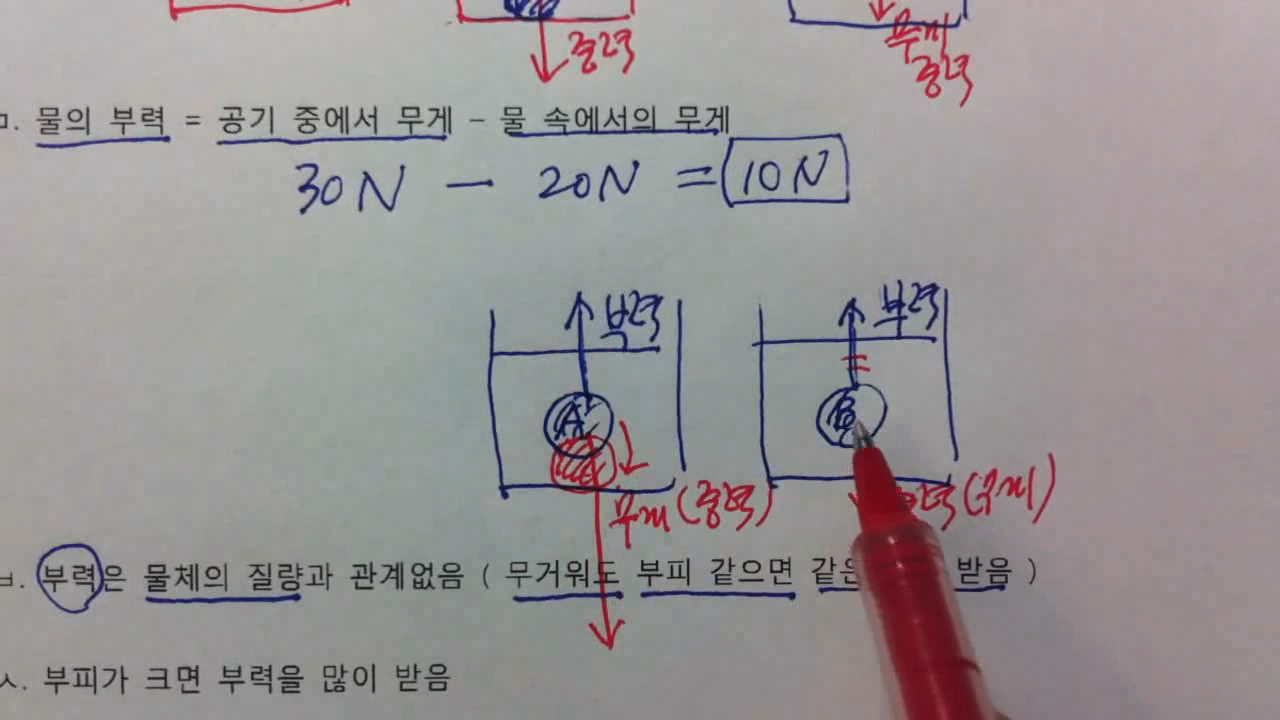 중력
무게
중력
ㅁ. 물의 부력 = 공기 중에서 무게 - 물 속에서의 무게
30N - 20N = 10N
부력
부력
A
B
무게(중력)
력(무게)
ㅂ. 부력은 물체의 질량과 관계없음 ( 무거워도 부피 같으면 같은 받음 )
ㅅ. 부피가 크면 부력을 많이 받음